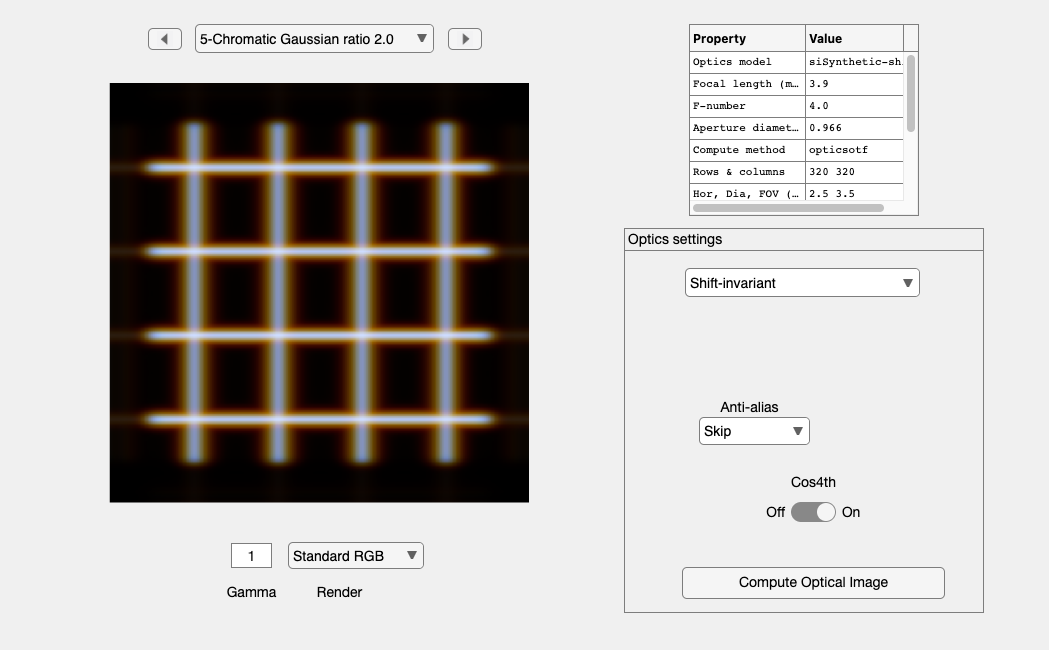 5-Chromatic Gaussian ratio 2.0
Property Value
Optics model siSynthetic-shi
Focal length (m… 3.9
F-number 4.0
Aperture diamet… 0.966
Compute method opticsotf
Rows & columns 320 320
Hor, Dia, FOV (… 2.5 3.5
Optics settings
Shift-invariant
Anti-alias
Skip
Cos4th
Off On
Compute Optical Image
1 Standard RGB
Gamma Render